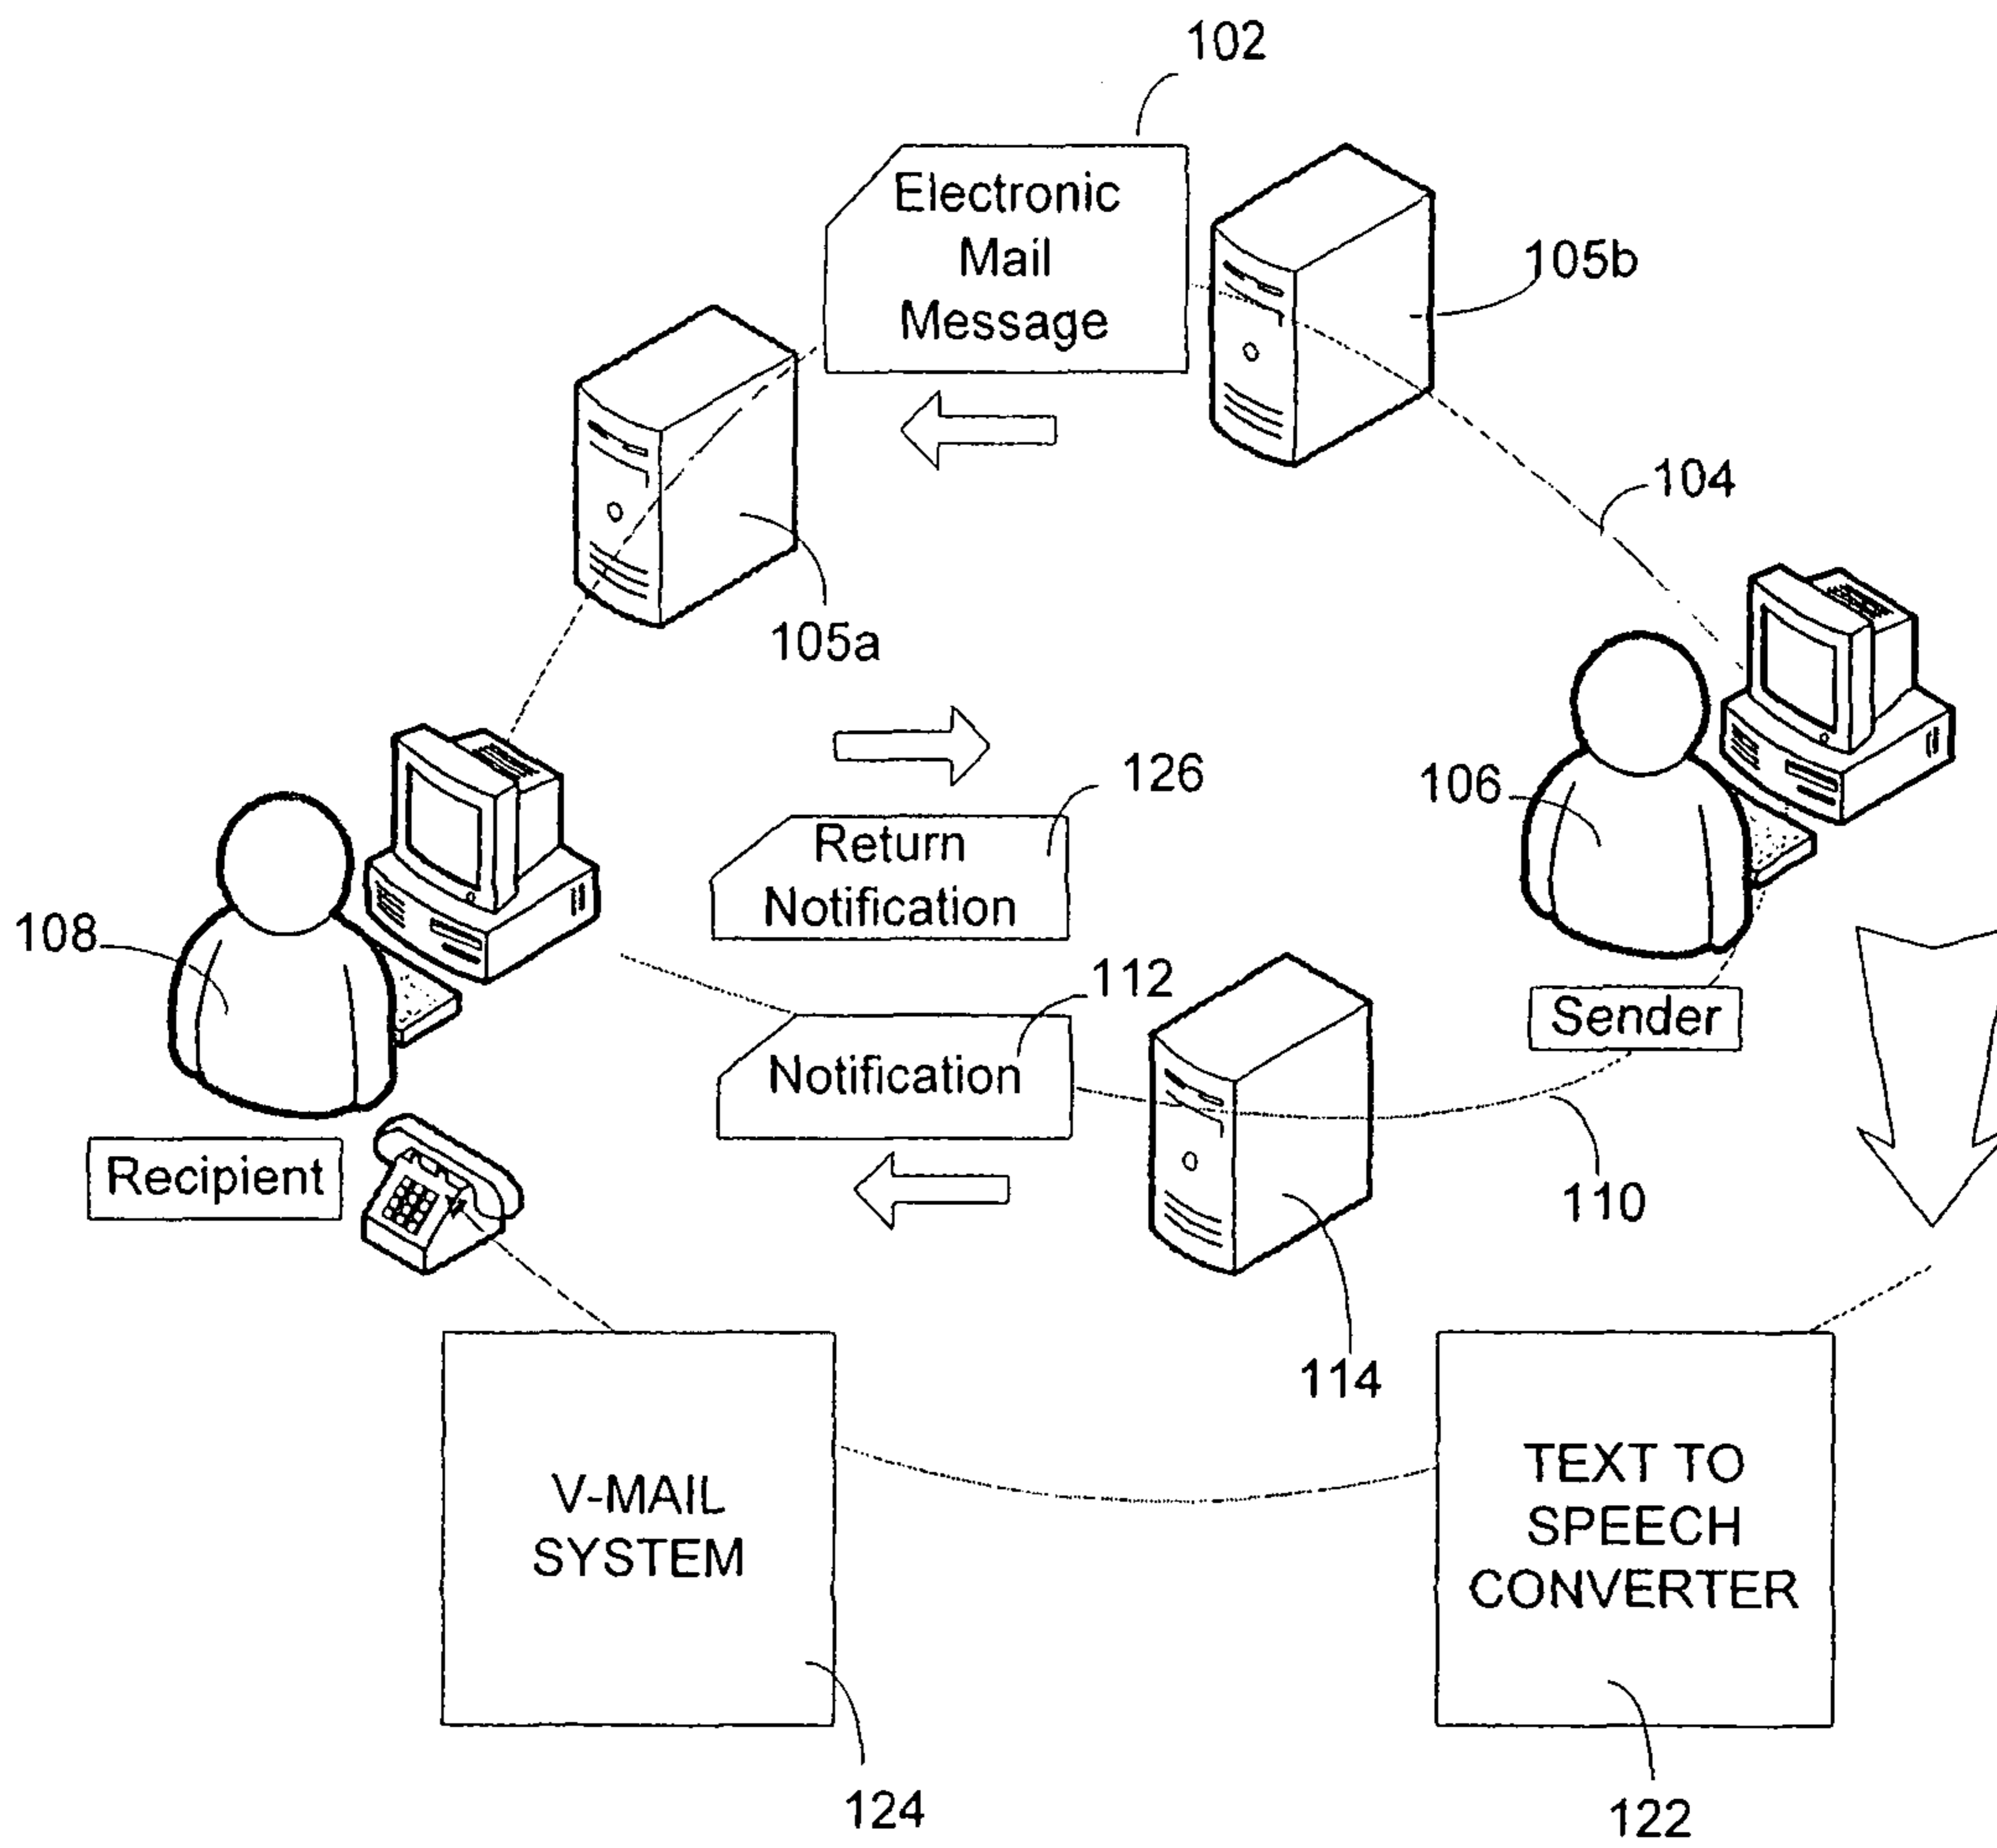 102
Electronic
Mail
Message
105b
104
105a
126
106
Return
Notification
108
112
Sender
Notification
Recipient
110
114
V-MAIL
SYSTEM
TEXT TO
SPEECH
CONVERTER
124
122